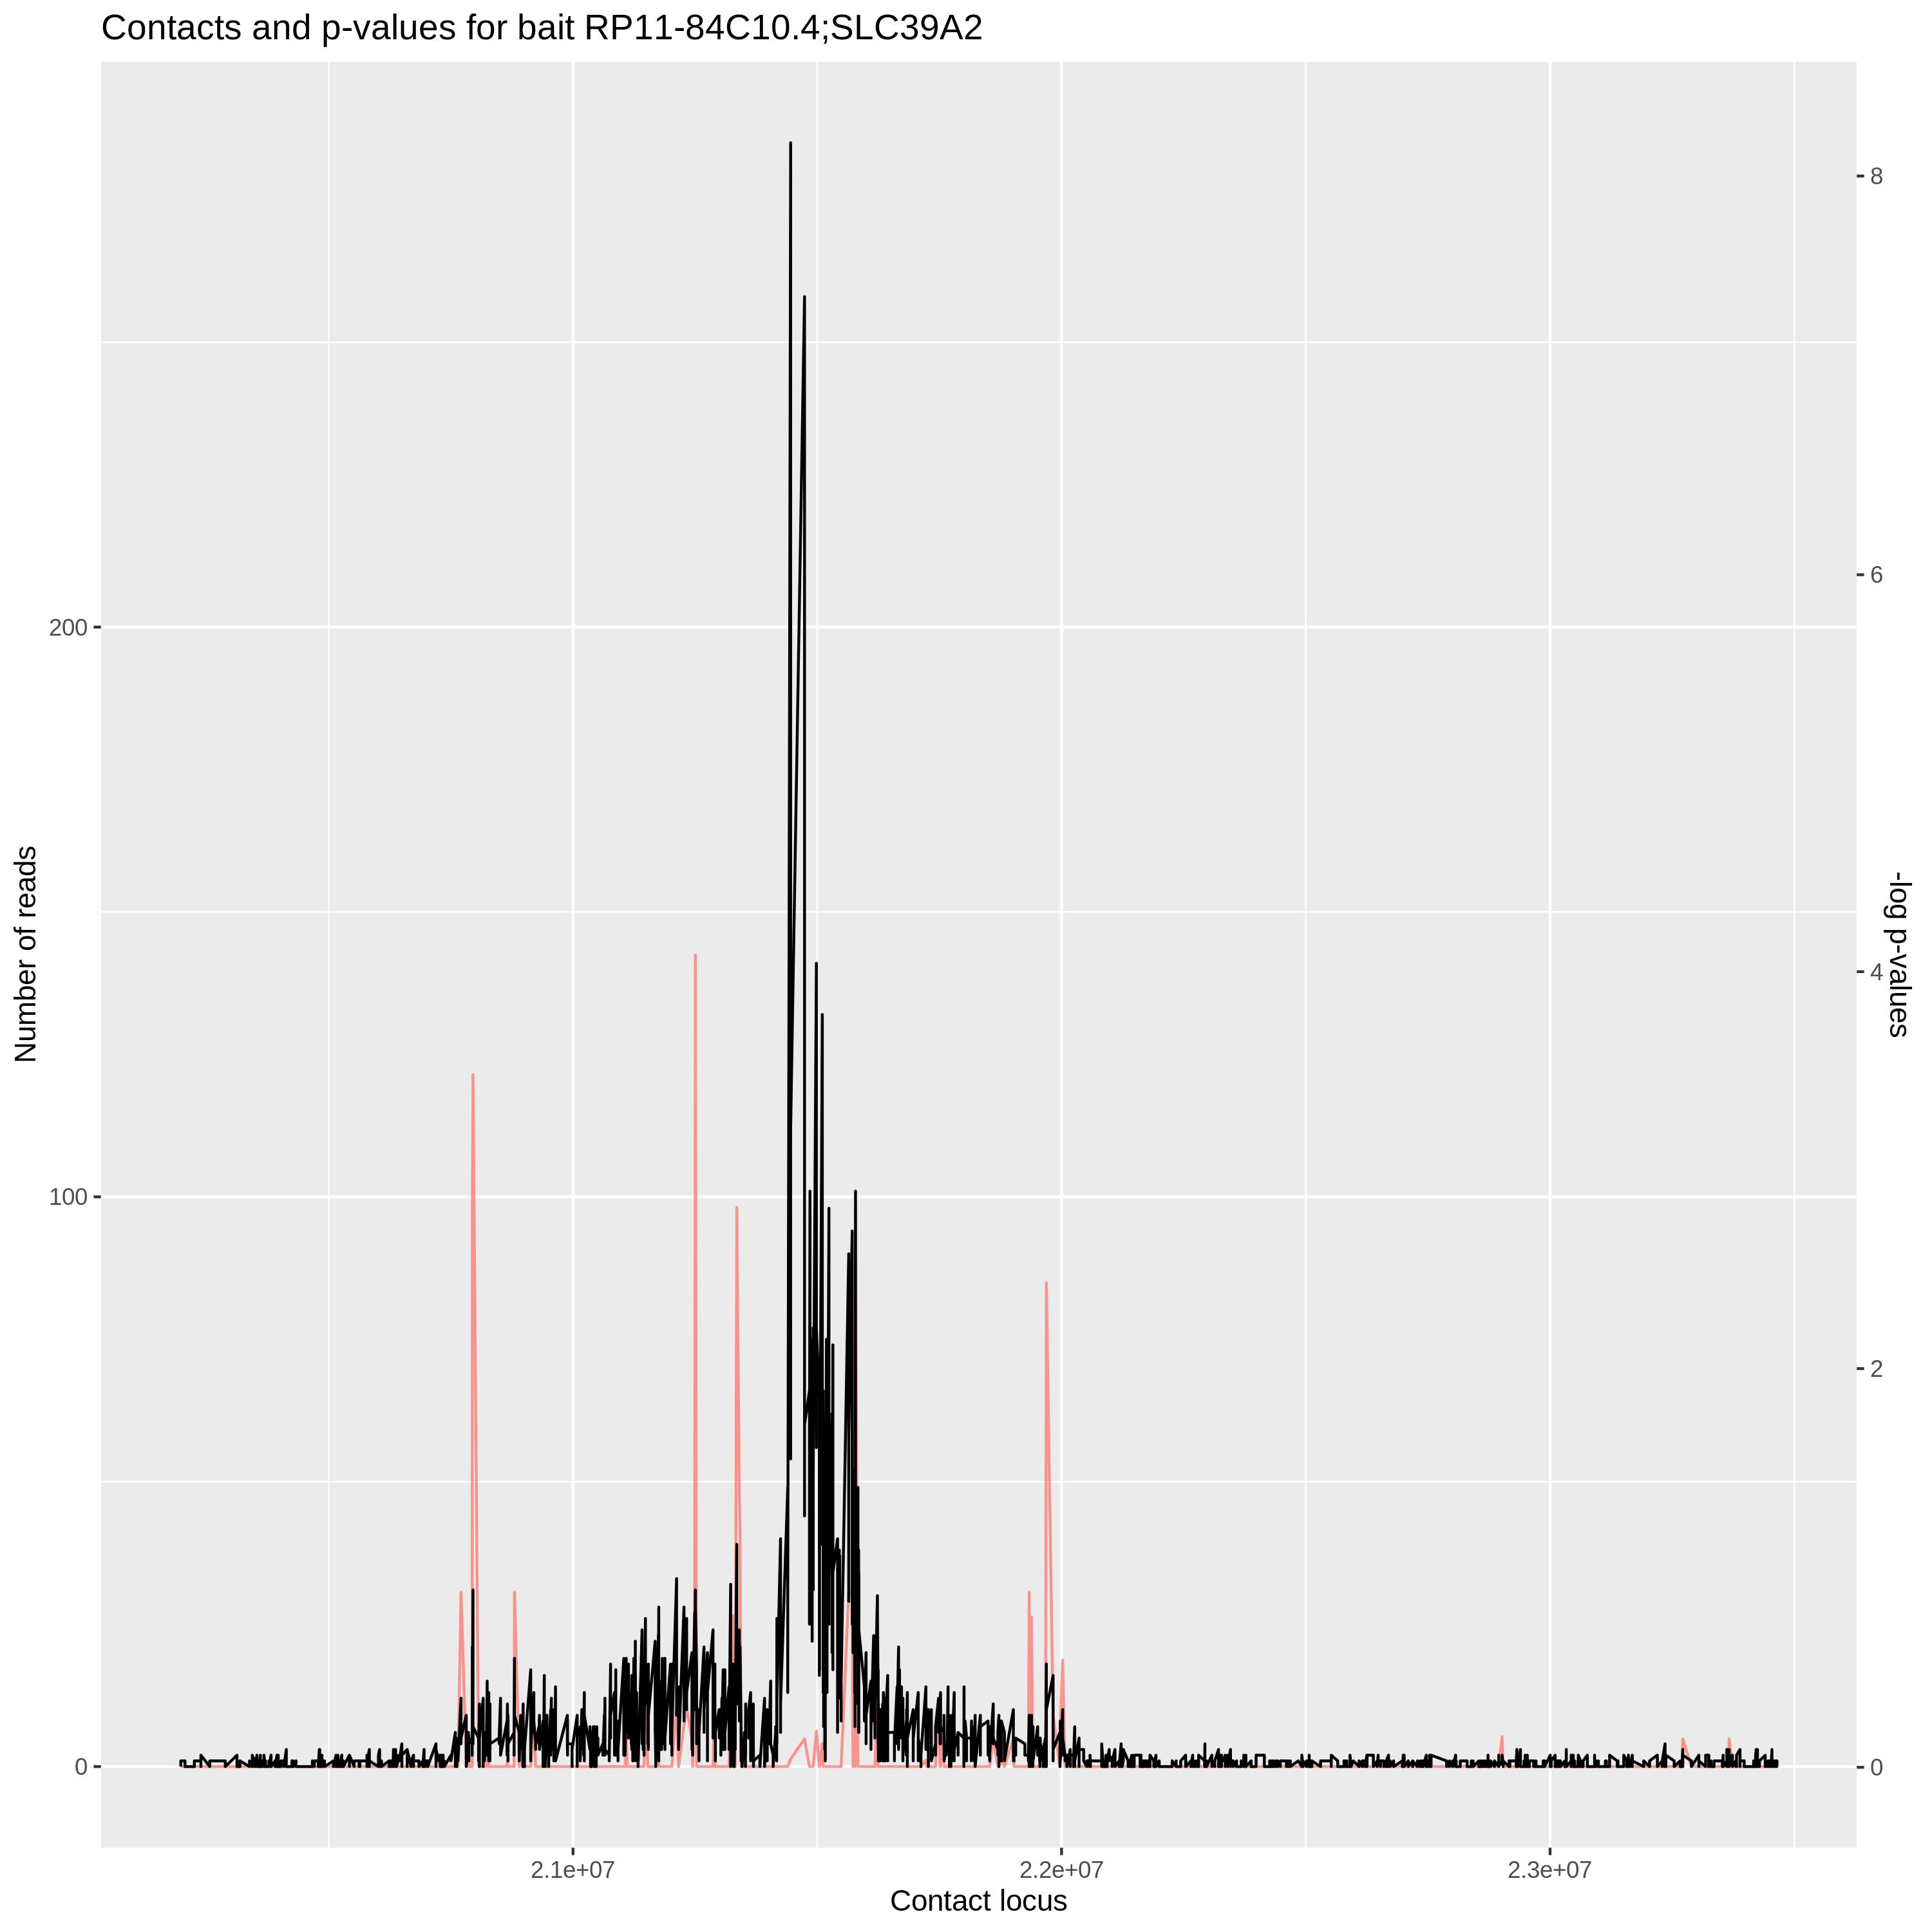 Contacts and p-values for bait RP11-84C10.4;SLC39A2
Number of reads
200
100
0
8
6
4
2
0
-log p-values
2.1e+07
2.2e+07
2.3e+07
Contact locus